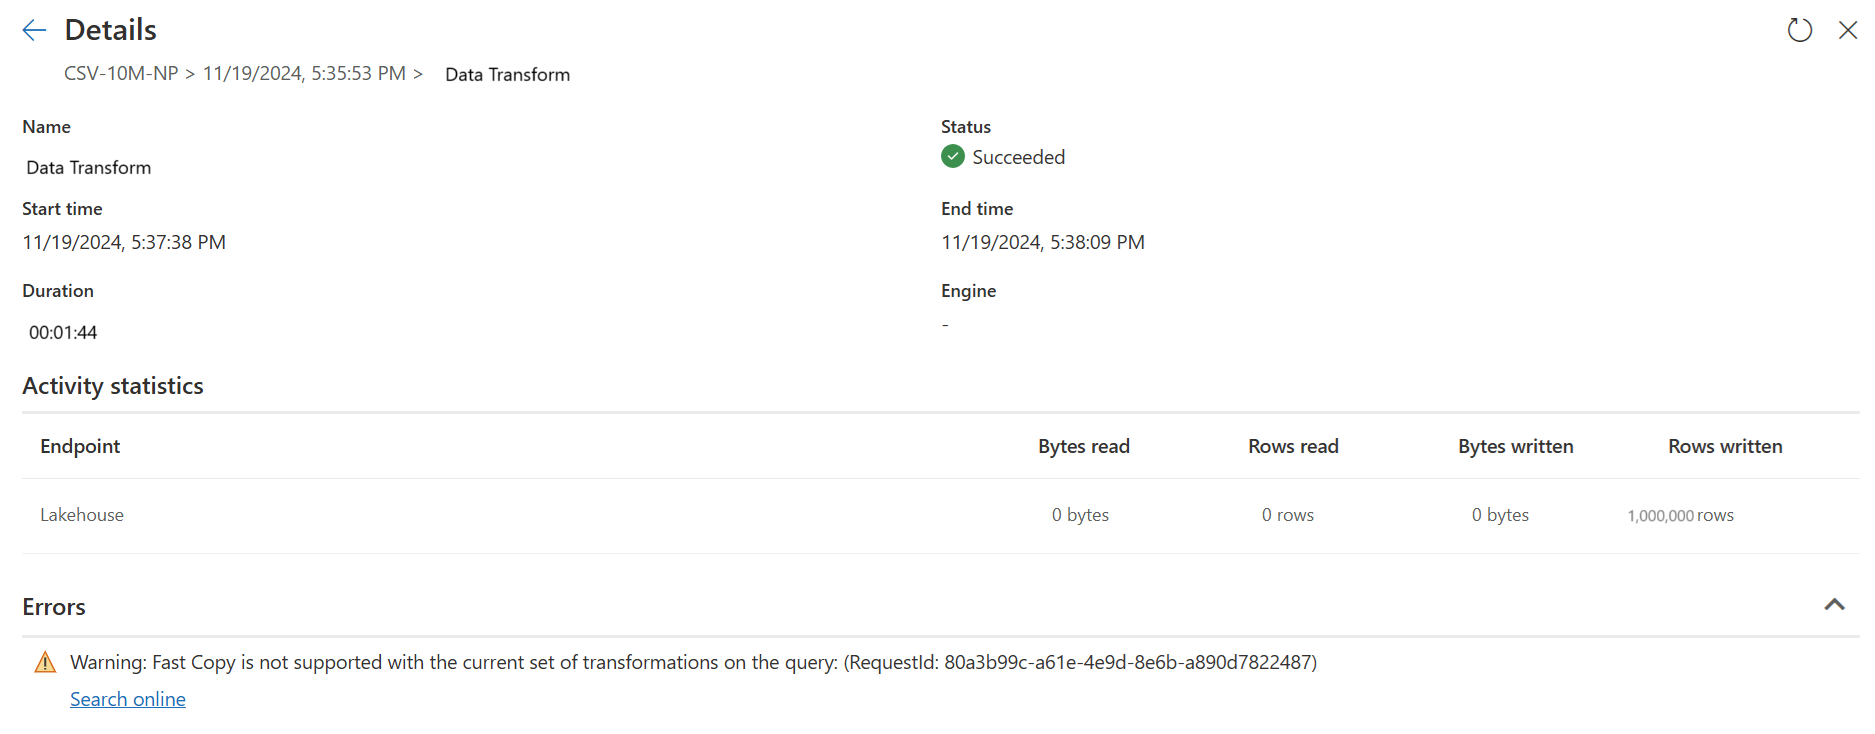 Details
CSV-10M-NP > 11/19/2024, 5:35:53 PM > Data Transform
Name
Status
Data Transform
Succeeded
Start time
End time
11/19/2024, 5:37:38 PM
11/19/2024, 5:38:09 PM
Duration
Engine
00:01:44
-
Activity statistics
Endpoint Bytes read Rows read Bytes written Rows written
Lakehouse 0 bytes 0 rows 0 bytes 1,000,000 rows
Errors
Warning: Fast Copy is not supported with the current set of transformations on the query: (RequestId: 80a3b99c-a61e-4e9d-8e6b-a890d7822487)
Search online